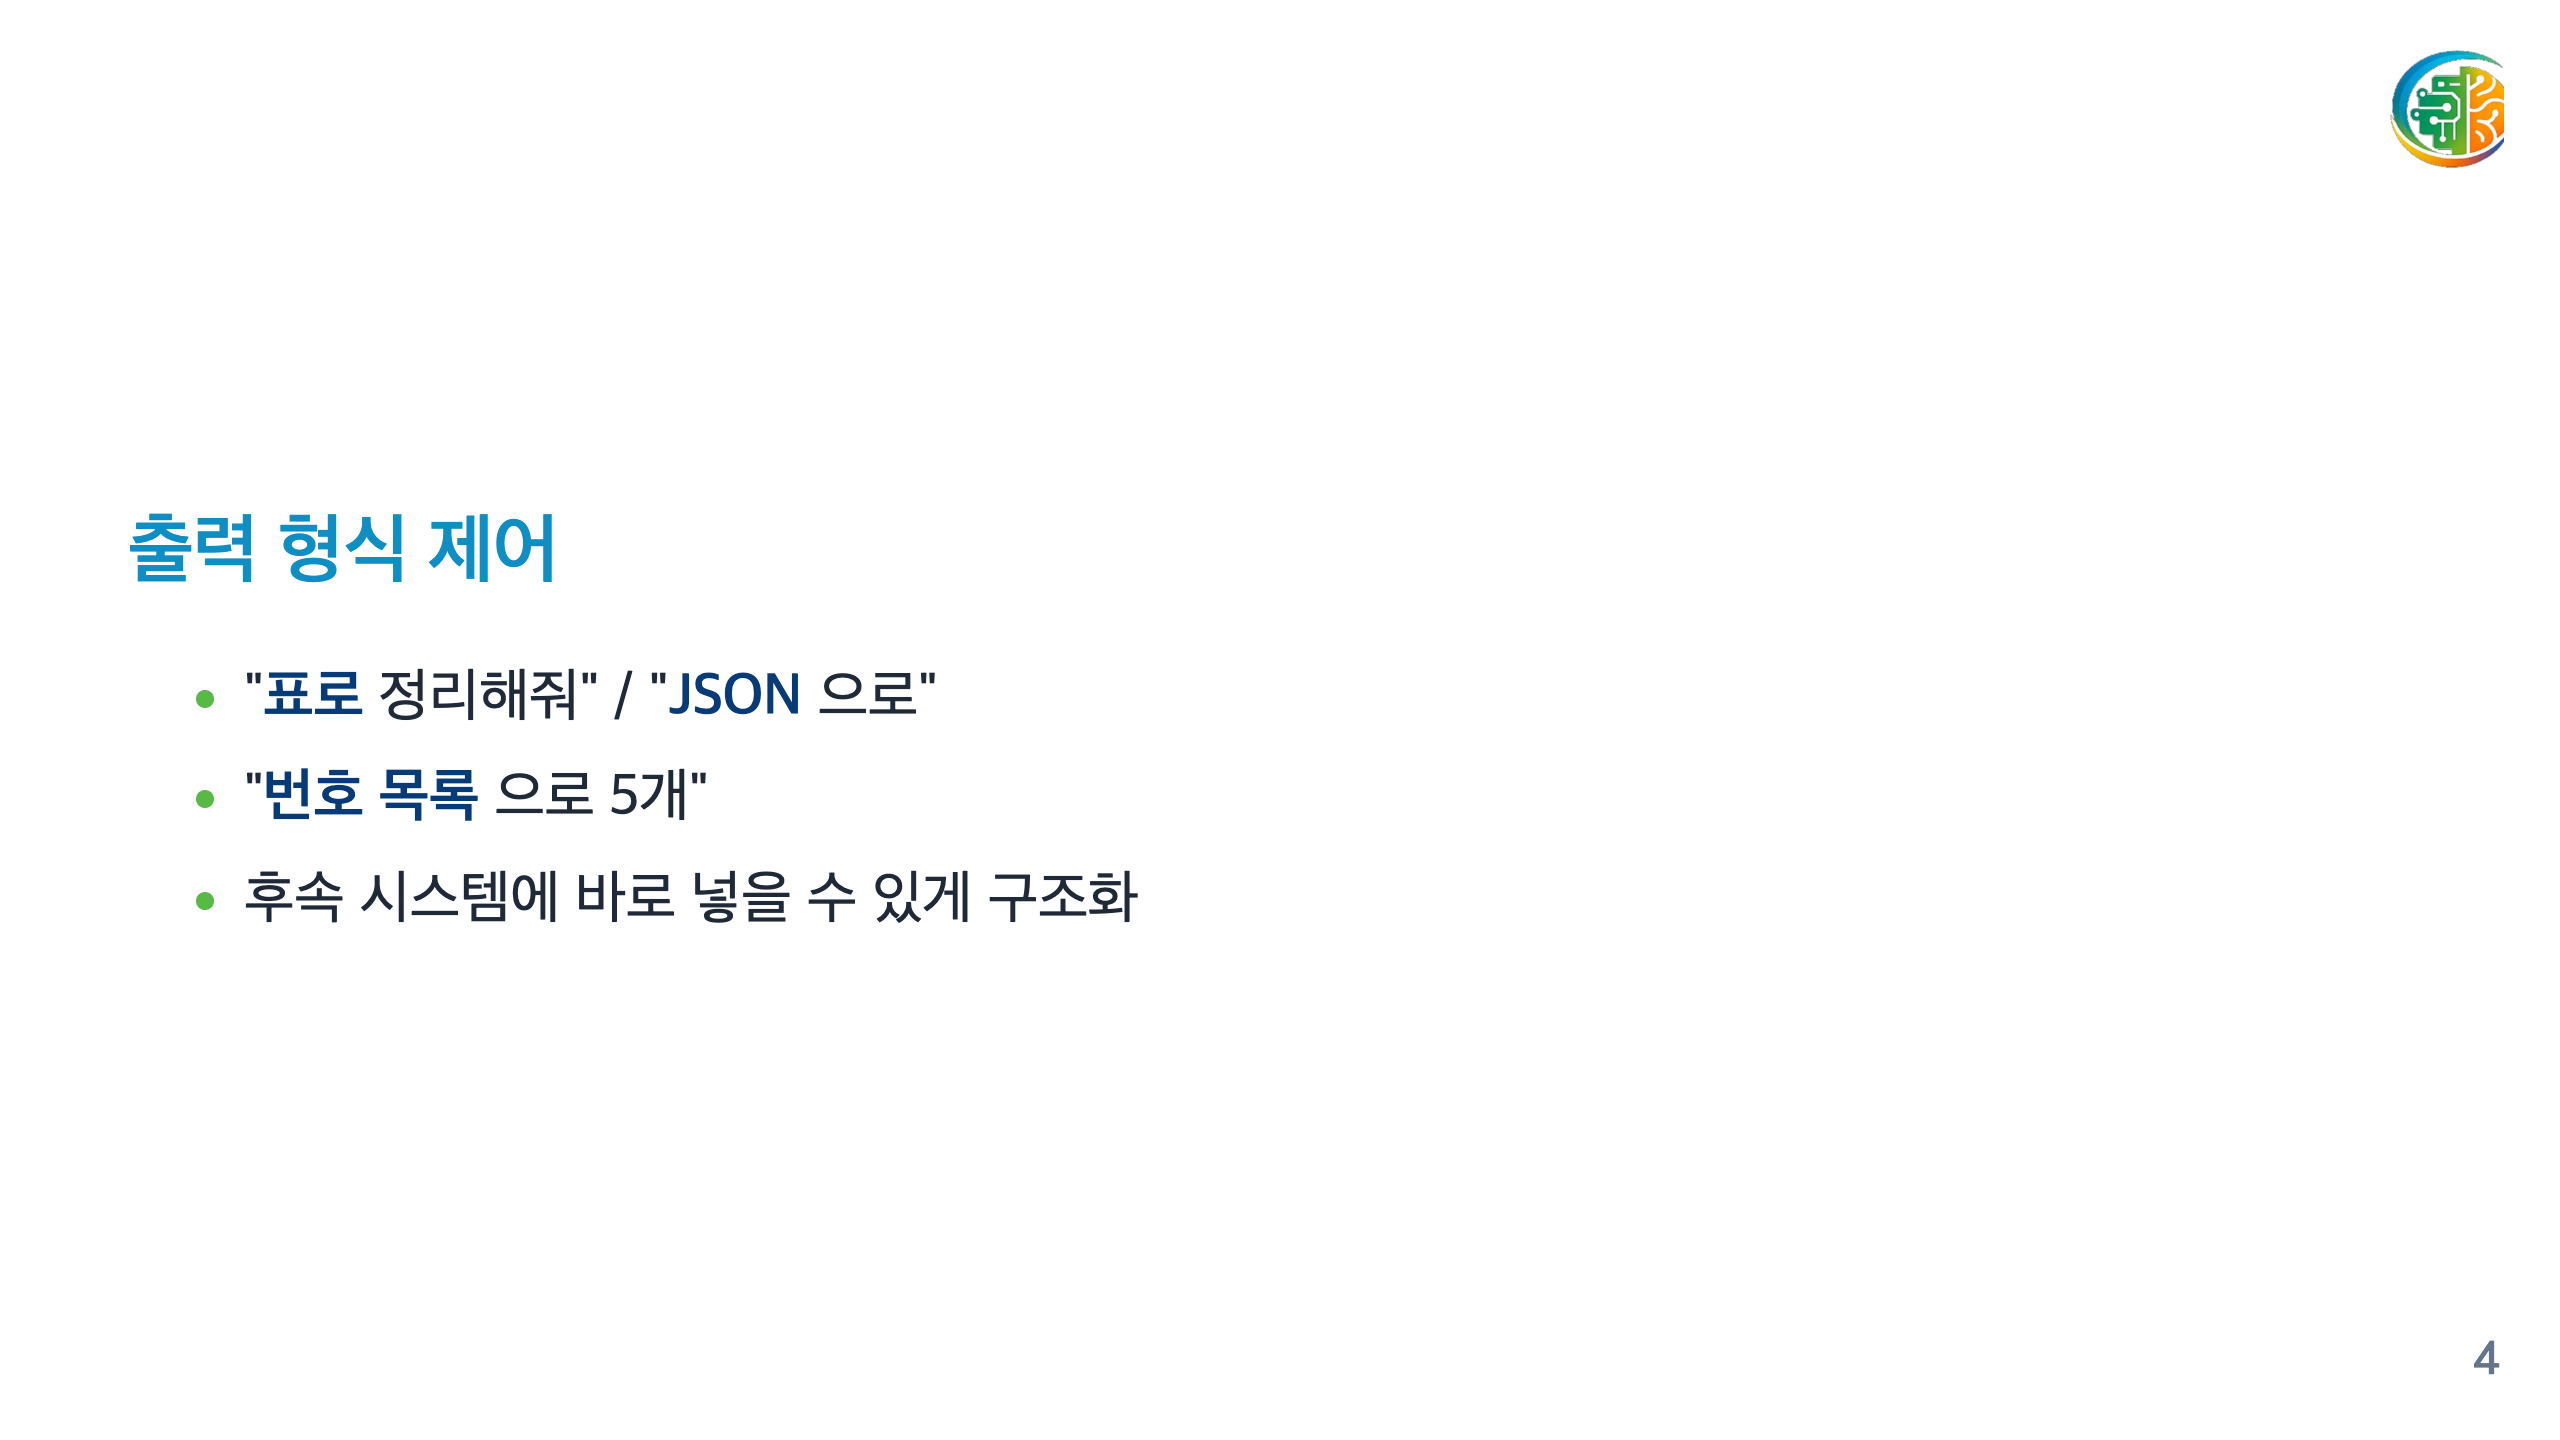 출력 형식 제어
• "표로 정리해줘" / "JSON 으로"
• "번호 목록 으로 5개"
• 후속 시스템에 바로 넣을 수 있게 구조화
4